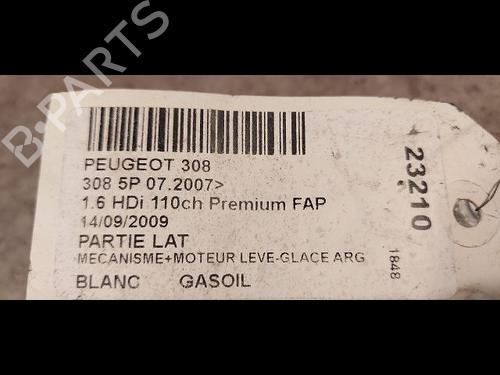 B-PARTS
PEUGEOT 308
308 5P 07.2007>
1.6 HDi 110ch Premium FAP
14/09/2009
PARTIE LAT
MECANISME+MOTEUR LEVE-GLACE ARG
BLANC GASOIL
23210
1848